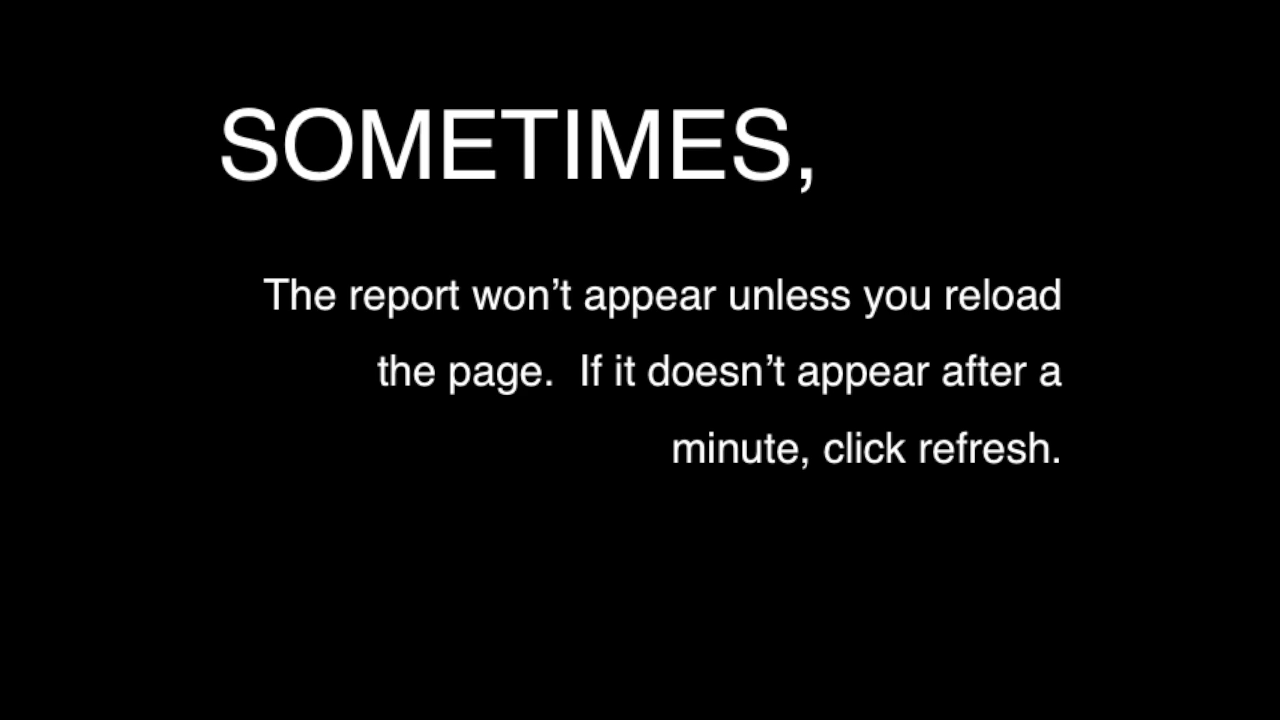 SOMETIMES,
The report won’t appear unless you reload
the page.  If it doesn’t appear after a
minute, click refresh.